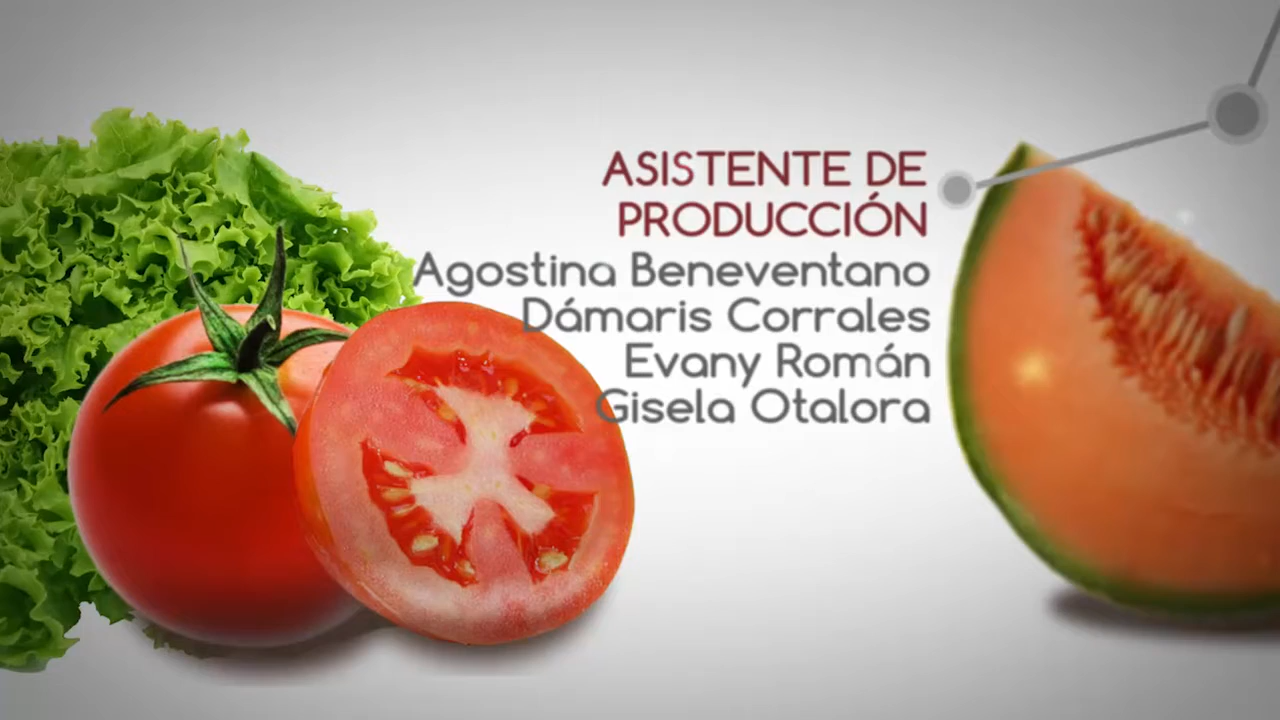 ASISTENTE DE
PRODUCCIÓN
Agostina Beneventano
Dámaris Corrales
Evany Román
Gisela Otalora